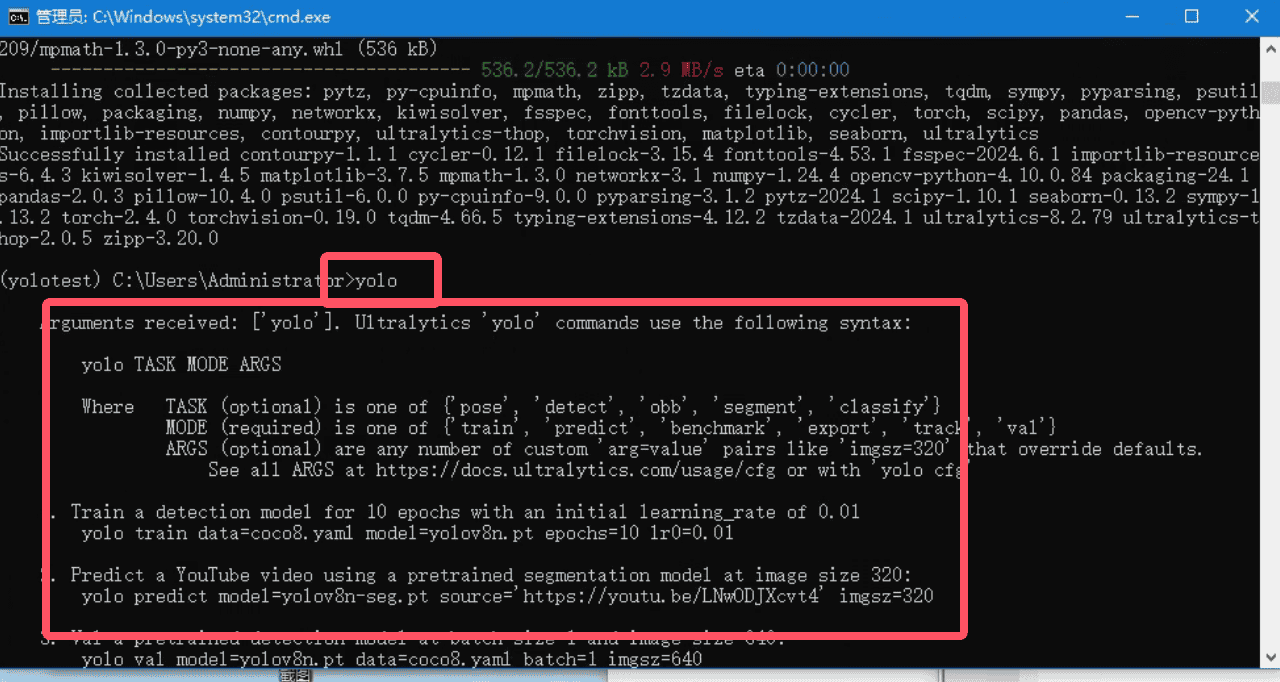 管理员: C:\Windows\system32\cmd.exe
209/mpmath-1.3.0-py3-none-any.whl (536 kB)
---------------------------------------- 536.2/536.2 kB 2.9 MB/s eta 0:00:00
Installing collected packages: pytz, py-cpuinfo, mpmath, zipp, tzdata, typing-extensions, tqdm, sympy, pyparsing, psutil
, pillow, packaging, numpy, networkx, kiwisolver, fsspec, fonttools, filelock, cycler, torch, scipy, pandas, opencv-pyth
on, importlib-resources, contourpy, ultralytics-thop, torchvision, matplotlib, seaborn, ultralytics
Successfully installed contourpy-1.1.1 cycler-0.12.1 filelock-3.15.4 fonttools-4.53.1 fsspec-2024.6.1 importlib-resource
s-6.4.3 kiwisolver-1.4.5 matplotlib-3.7.5 mpmath-1.3.0 networkx-3.1 numpy-1.24.4 opencv-python-4.10.0.84 packaging-24.1
pandas-2.0.3 pillow-10.4.0 psutil-6.0.0 py-cpuinfo-9.0.0 pyparsing-3.1.2 pytz-2024.1 scipy-1.10.1 seaborn-0.13.2 sympy-1
.13.2 torch-2.4.0 torchvision-0.19.0 tqdm-4.66.5 typing-extensions-4.12.2 tzdata-2024.1 ultralytics-8.2.79 ultralytics-t
hop-2.0.5 zipp-3.20.0
(yolotest) C:\Users\Administrator>yolo
Arguments received: ['yolo']. Ultralytics 'yolo' commands use the following syntax:
yolo TASK MODE ARGS
Where TASK (optional) is one of {'pose', 'detect', 'obb', 'segment', 'classify'}
MODE (required) is one of {'train', 'predict', 'benchmark', 'export', 'track', 'val'}
ARGS (optional) are any number of custom 'arg=value' pairs like 'imgsz=320' that override defaults.
See all ARGS at https://docs.ultralytics.com/usage/cfg or with 'yolo cfg'
. Train a detection model for 10 epochs with an initial learning_rate of 0.01
yolo train data=coco8.yaml model=yolov8n.pt epochs=10 lr0=0.01
2. Predict a YouTube video using a pretrained segmentation model at image size 320:
yolo predict model=yolov8n-seg.pt source='https://youtu.be/LNwODJXcvt4' imgsz=320
3. Val a pretrained detection model at batch-size 1 and image size 640:
yolo val model=yolov8n.pt data=coco8.yaml batch=1 imgsz=640
截图